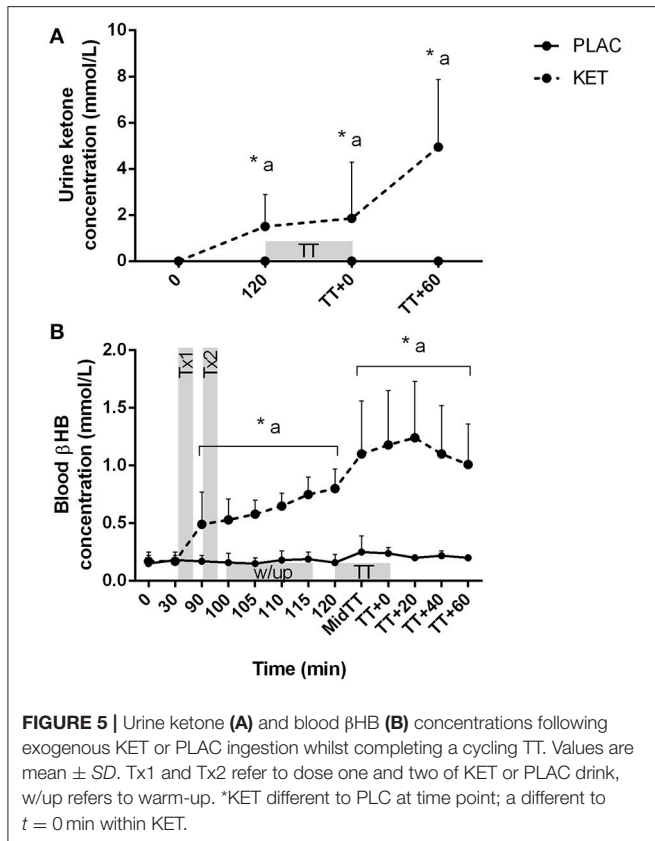 A
Urine ketone
concentration (mmol/L)
10
8
6
4
2
0
* a
* a
* a
TT
0
120
TT+0
TT+60
PLAC
KET
B
Blood βHB
concentration (mmol/L)
2.0
1.5
1.0
0.5
0.0
Tx1
Tx2
* a
* a
w/up
TT
0
30
90
100
105
110
115
120
MidTT
TT+0
TT+20
TT+40
TT+60
Time (min)
FIGURE 5 | Urine ketone (A) and blood βHB (B) concentrations following
exogenous KET or PLAC ingestion whilst completing a cycling TT. Values are
mean ± SD. Tx1 and Tx2 refer to dose one and two of KET or PLAC drink,
w/up refers to warm-up. *KET different to PLC at time point; a different to
t = 0 min within KET.